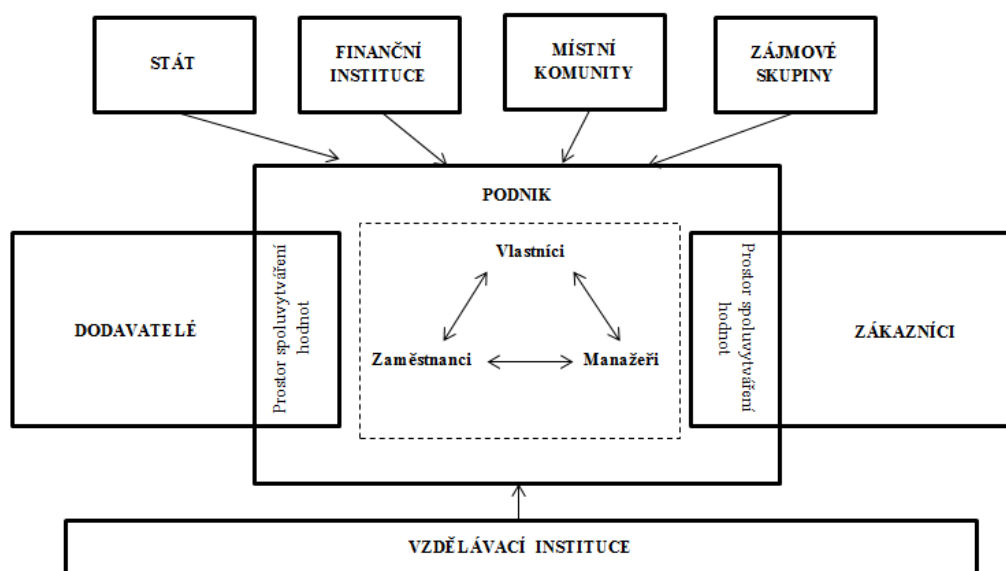 STÁT
FINANČNÍ
INSTITUCE
MÍSTNÍ
KOMUNITY
ZÁJMOVÉ
SKUPINY
PODNIK
Vlastníci
Zaměstnanci
Manažeři
DODAVATELÉ
Prostor spoluvytváření
hodnot
Prostor spoluvytváření
hodnot
ZÁKAZNÍCI
VZDĚLÁVACÍ INSTITUCE